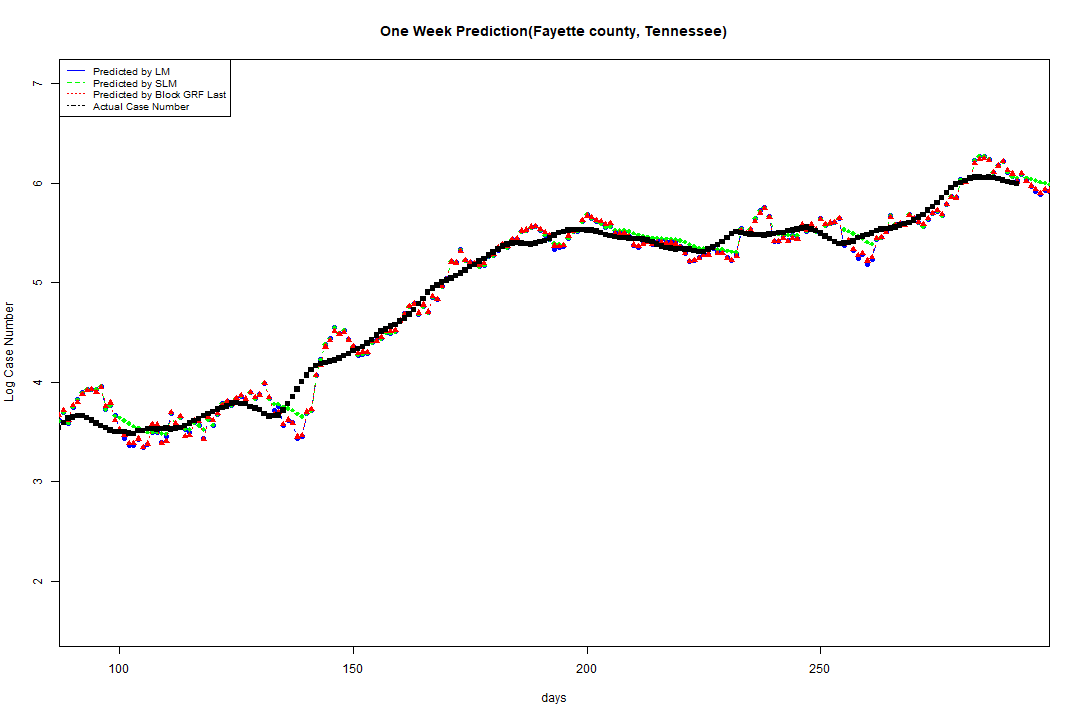 One Week Prediction(Fayette county, Tennessee)
Predicted by LM
Predicted by SLM
Predicted by Block GRF Last
Actual Case Number
7
6
5
4
3
2
Log Case Number
100 150 200 250
days